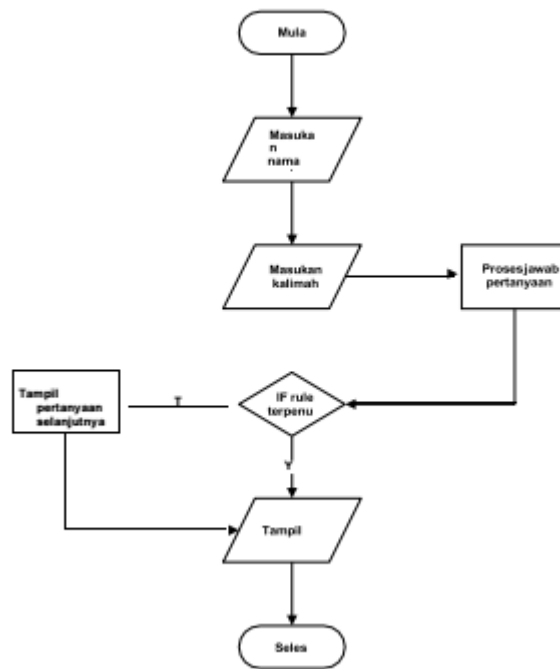 Mula
Masuka
n
nama
Masukan
kalimah
Prosesjawab
pertanyaan
IF rule
terpenu
T
Tampil
pertanyaan
selanjutnya
Y
Tampil
Seles